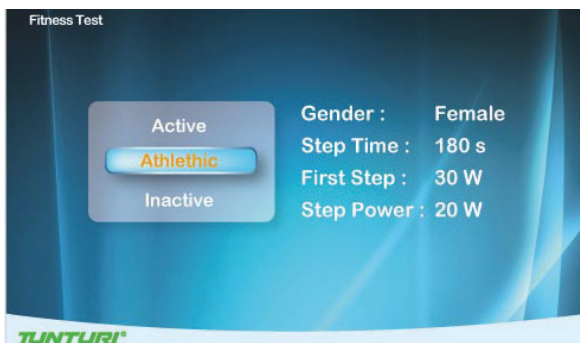 Fitness Test
Active
Athlethic
Inactive
Gender : Female
Step Time : 180 s
First Step : 30 W
Step Power : 20 W
TUNTURI®